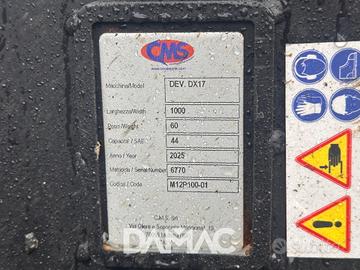 CMS
Macchina/Model DEV. DX17
Larghezza/Width 1000
Peso/Weight 60
Capacita' / SAE 44
Anno / Year 2025
Matricola / Serial Number 6770
Codice / Code M12P100-01
C.M.S. Srl
DAMAC